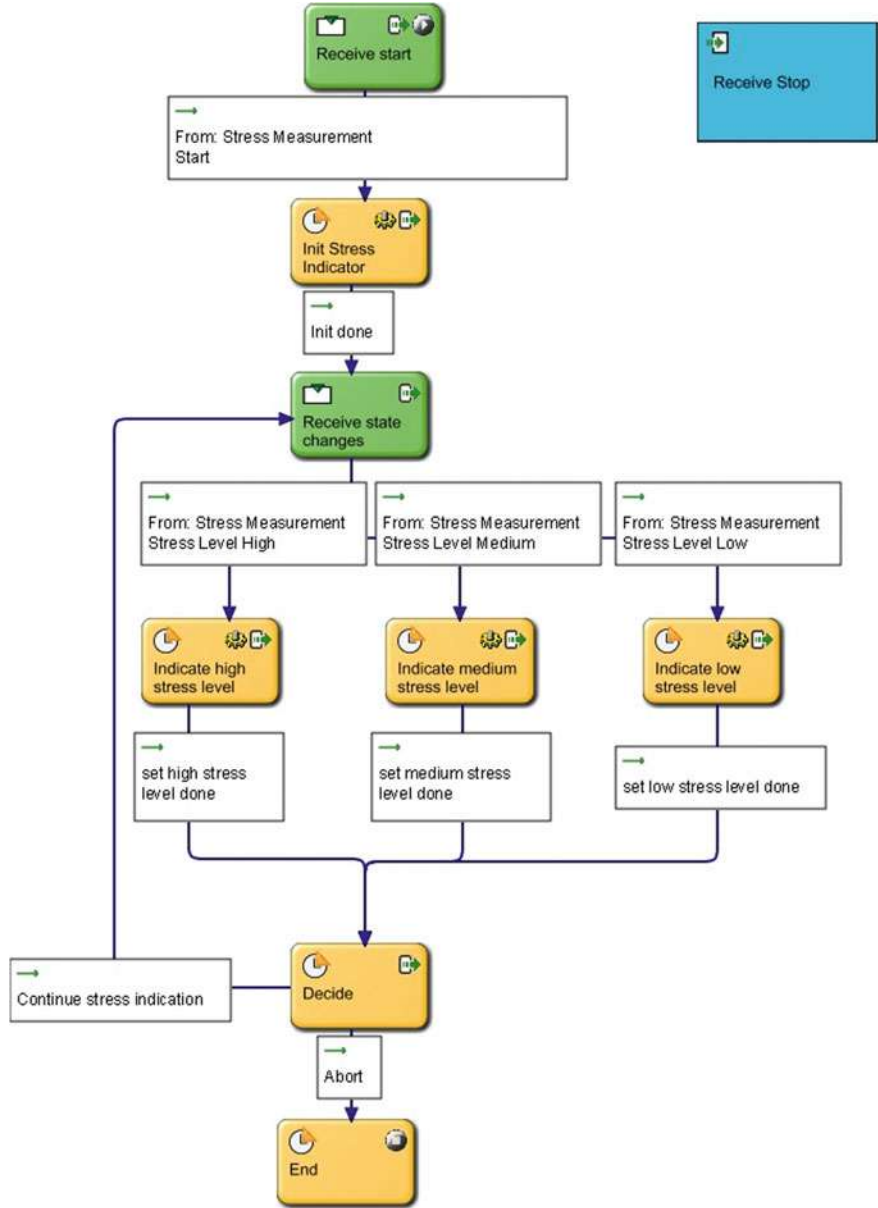 Receive start
Receive Stop
From: Stress Measurement
Start
Init Stress
Indicator
Init done
Receive state
changes
From: Stress Measurement
Stress Level High
From: Stress Measurement
Stress Level Medium
From: Stress Measurement
Stress Level Low
Indicate high
stress level
Indicate medium
stress level
Indicate low
stress level
set high stress
level done
set medium stress
level done
set low stress level done
Continue stress indication
Decide
Abort
End